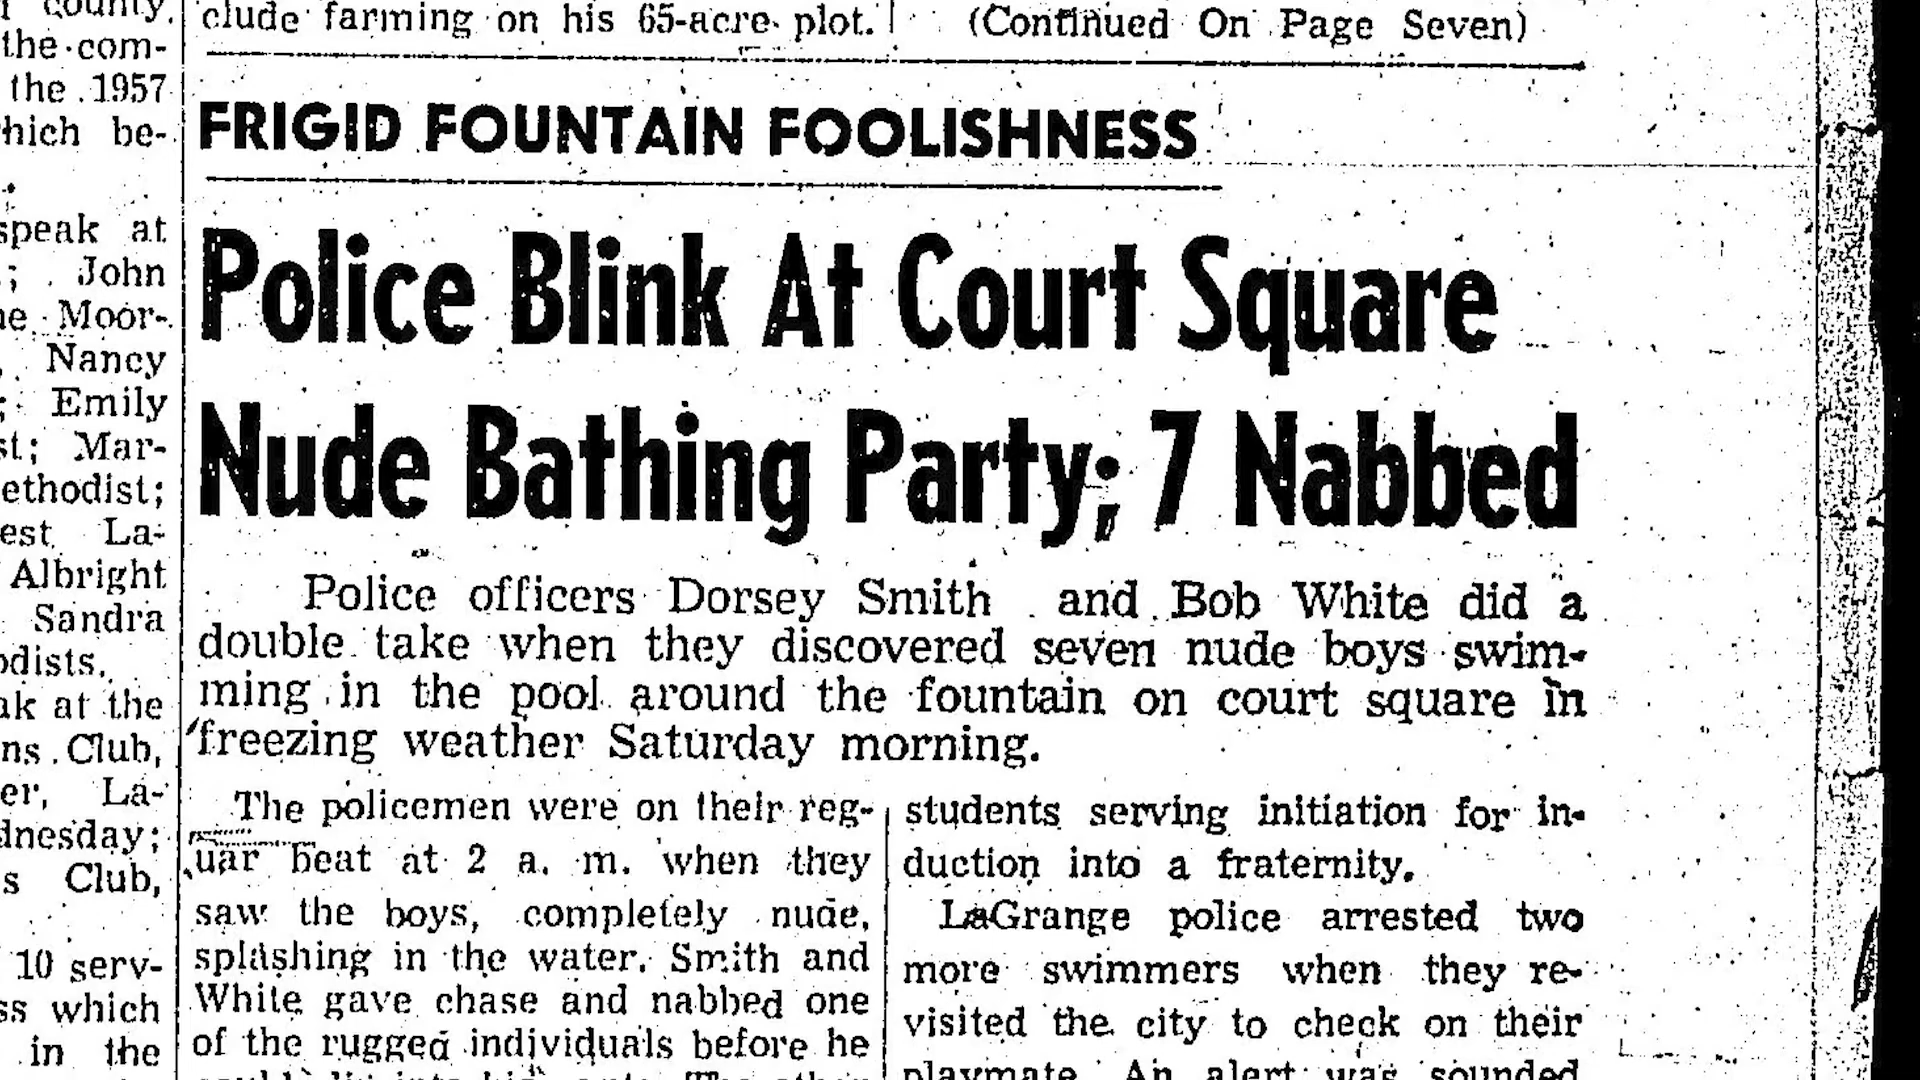 county,
the com-
the 1957
hich be-
speak at
; John
ne Moor-
Nancy
; Emily
st; Mar-
ethodist;
est La-
Albright
Sandra
odists.
ak at the
ns Club,
er, La-
dnesday;
s Club,
10 serv-
ss which
in the
clude farming on his 65-acre plot.
(Continued On Page Seven)
FRIGID FOUNTAIN FOOLISHNESS
Police Blink At Court Square
Nude Bathing Party; 7 Nabbed
Police officers Dorsey Smith and Bob White did a
double take when they discovered seven nude boys swim-
ming in the pool around the fountain on court square in
freezing weather Saturday morning.
The policemen were on their reg-
uar beat at 2 a. m. when they
saw the boys, completely nude,
splashing in the water. Smith and
White gave chase and nabbed one
of the rugged individuals before he
students serving initiation for in-
duction into a fraternity.
LaGrange police arrested two
more swimmers when they re-
visited the city to check on their
playmate. An alert was sounded